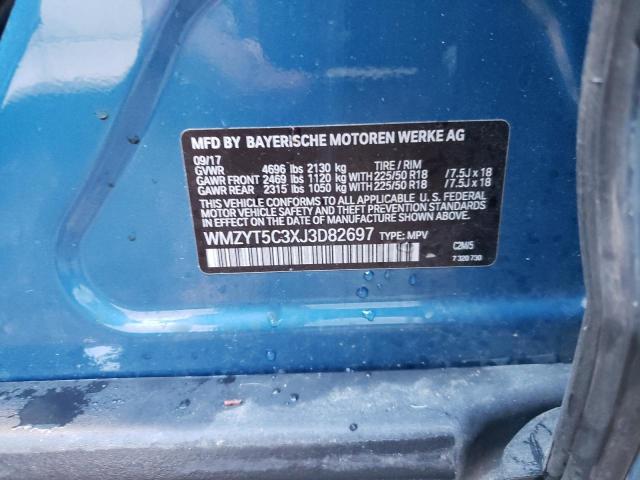 MFD BY BAYERISCHE MOTOREN WERKE AG
09/17
GVWR 4696 lbs 2130 kg TIRE / RIM
GAWR FRONT 2469 lbs 1120 kg WITH 225/50 R18 /7.5J x 18
GAWR REAR 2315 lbs 1050 kg WITH 225/50 R18 /7.5J x 18
THIS VEHICLE CONFORMS TO ALL APPLICABLE U. S. FEDERAL
MOTOR VEHICLE SAFETY, BUMPER, AND THEFT PREVENTION
STANDARDS IN EFFECT ON THE DATE OF MANUFACTURE SHOWN ABOVE.
WMZYT5C3XJ3D82697 TYPE: MPV
C2M/5
7 320 730